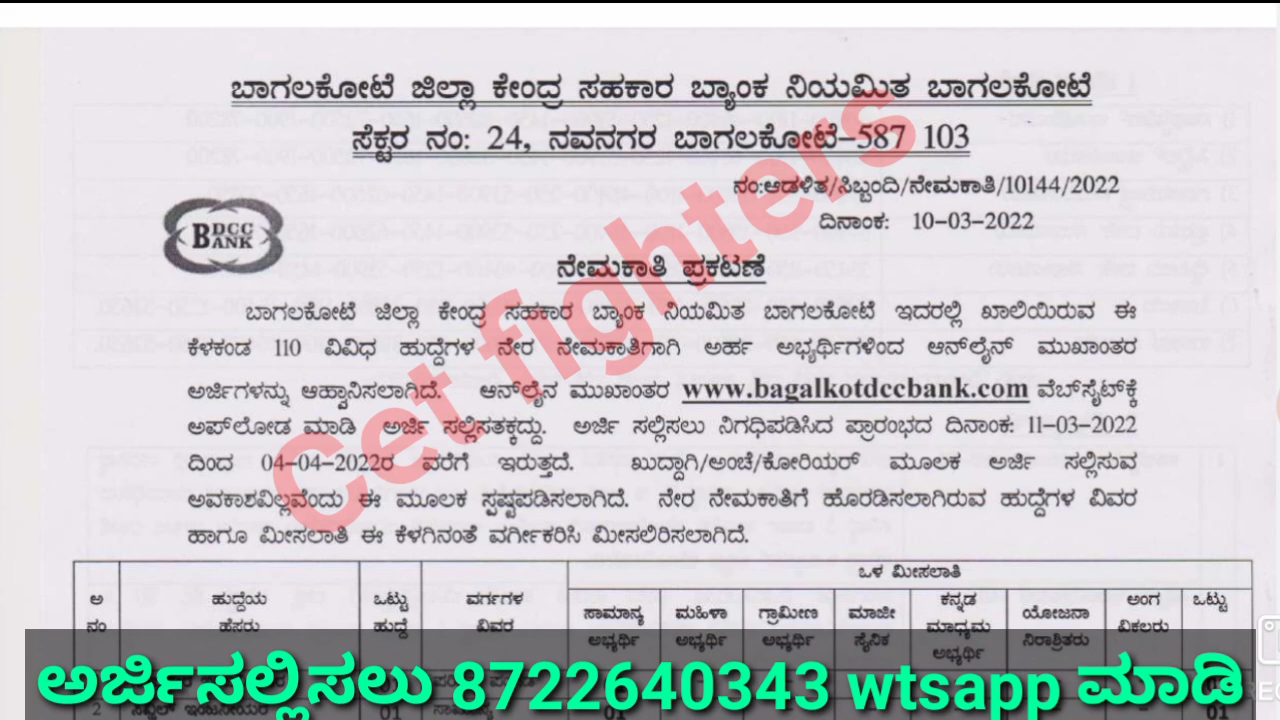 ಬಾಗಲಕೋಟೆ ಜಿಲ್ಲಾ ಕೇಂದ್ರ ಸಹಕಾರ ಬ್ಯಾಂಕ ನಿಯಮಿತ ಬಾಗಲಕೋಟೆ
ಸೆಕ್ಟರ ನಂ: 24, ನವನಗರ ಬಾಗಲಕೋಟೆ-587 103
ನಂ:ಆಡಳಿತ/ಸಿಬ್ಬಂದಿ/ನೇಮಕಾತಿ/10144/2022
ದಿನಾಂಕ: 10-03-2022
BDCC BANK
ನೇಮಕಾತಿ ಪ್ರಕಟಣೆ
ಬಾಗಲಕೋಟೆ ಜಿಲ್ಲಾ ಕೇಂದ್ರ ಸಹಕಾರ ಬ್ಯಾಂಕ ನಿಯಮಿತ ಬಾಗಲಕೋಟೆ ಇದರಲ್ಲಿ ಖಾಲಿಯಿರುವ ಈ
ಕೆಳಕಂಡ 110 ವಿವಿಧ ಹುದ್ದೆಗಳ ನೇರ ನೇಮಕಾತಿಗಾಗಿ ಅರ್ಹ ಅಭ್ಯರ್ಥಿಗಳಿಂದ ಆನ್‌ಲೈನ್ ಮುಖಾಂತರ
ಅರ್ಜಿಗಳನ್ನು ಆಹ್ವಾನಿಸಲಾಗಿದೆ. ಆನ್‌ಲೈನ ಮುಖಾಂತರ www.bagalkotdccbank.com ವೆಬ್‌ಸೈಟ್‌ಕ್ಕೆ
ಅಪ್‌ಲೋಡ ಮಾಡಿ ಅರ್ಜಿ ಸಲ್ಲಿಸತಕ್ಕದ್ದು. ಅರ್ಜಿ ಸಲ್ಲಿಸಲು ನಿಗಧಿಪಡಿಸಿದ ಪ್ರಾರಂಭದ ದಿನಾಂಕ: 11-03-2022
ದಿಂದ 04-04-2022ರ ವರೆಗೆ ಇರುತ್ತದೆ. ಖುದ್ದಾಗಿ/ಅಂಚೆ/ಕೋರಿಯರ್ ಮೂಲಕ ಅರ್ಜಿ ಸಲ್ಲಿಸುವ
ಅವಕಾಶವಿಲ್ಲವೆಂದು ಈ ಮೂಲಕ ಸ್ಪಷ್ಟಪಡಿಸಲಾಗಿದೆ. ನೇರ ನೇಮಕಾತಿಗೆ ಹೊರಡಿಸಲಾಗಿರುವ ಹುದ್ದೆಗಳ ವಿವರ
ಹಾಗೂ ಮೀಸಲಾತಿ ಈ ಕೆಳಗಿನಂತೆ ವರ್ಗೀಕರಿಸಿ ಮೀಸಲಿರಿಸಲಾಗಿದೆ.
Cet fighters
ಒಳ ಮೀಸಲಾತಿ
ಅ ಹುದ್ದೆಯ ಒಟ್ಟು ವರ್ಗಗಳ ಸಾಮಾನ್ಯ ಮಹಿಳಾ ಗ್ರಾಮೀಣ ಮಾಜೀ ಕನ್ನಡ ಯೋಜನಾ ಅಂಗ ಒಟ್ಟು
ನಂ ಹೆಸರು ಹುದ್ದೆ ವಿವರ ಅಭ್ಯರ್ಥಿ ಅಭ್ಯರ್ಥಿ ಅಭ್ಯರ್ಥಿ ಸೈನಿಕ ಮಾಧ್ಯಮ ನಿರಾಶ್ರಿತರು ವಿಕಲರು
ಅಭ್ಯರ್ಥಿ
ಅರ್ಜಿಸಲ್ಲಿಸಲು 8722640343 wtsapp ಮಾಡಿ
2 ಸಿವ್ಹಿಲ್ ಇಂಜಿನೀಯರ 01 ಸಾಮಾನ್ಯ 01 01